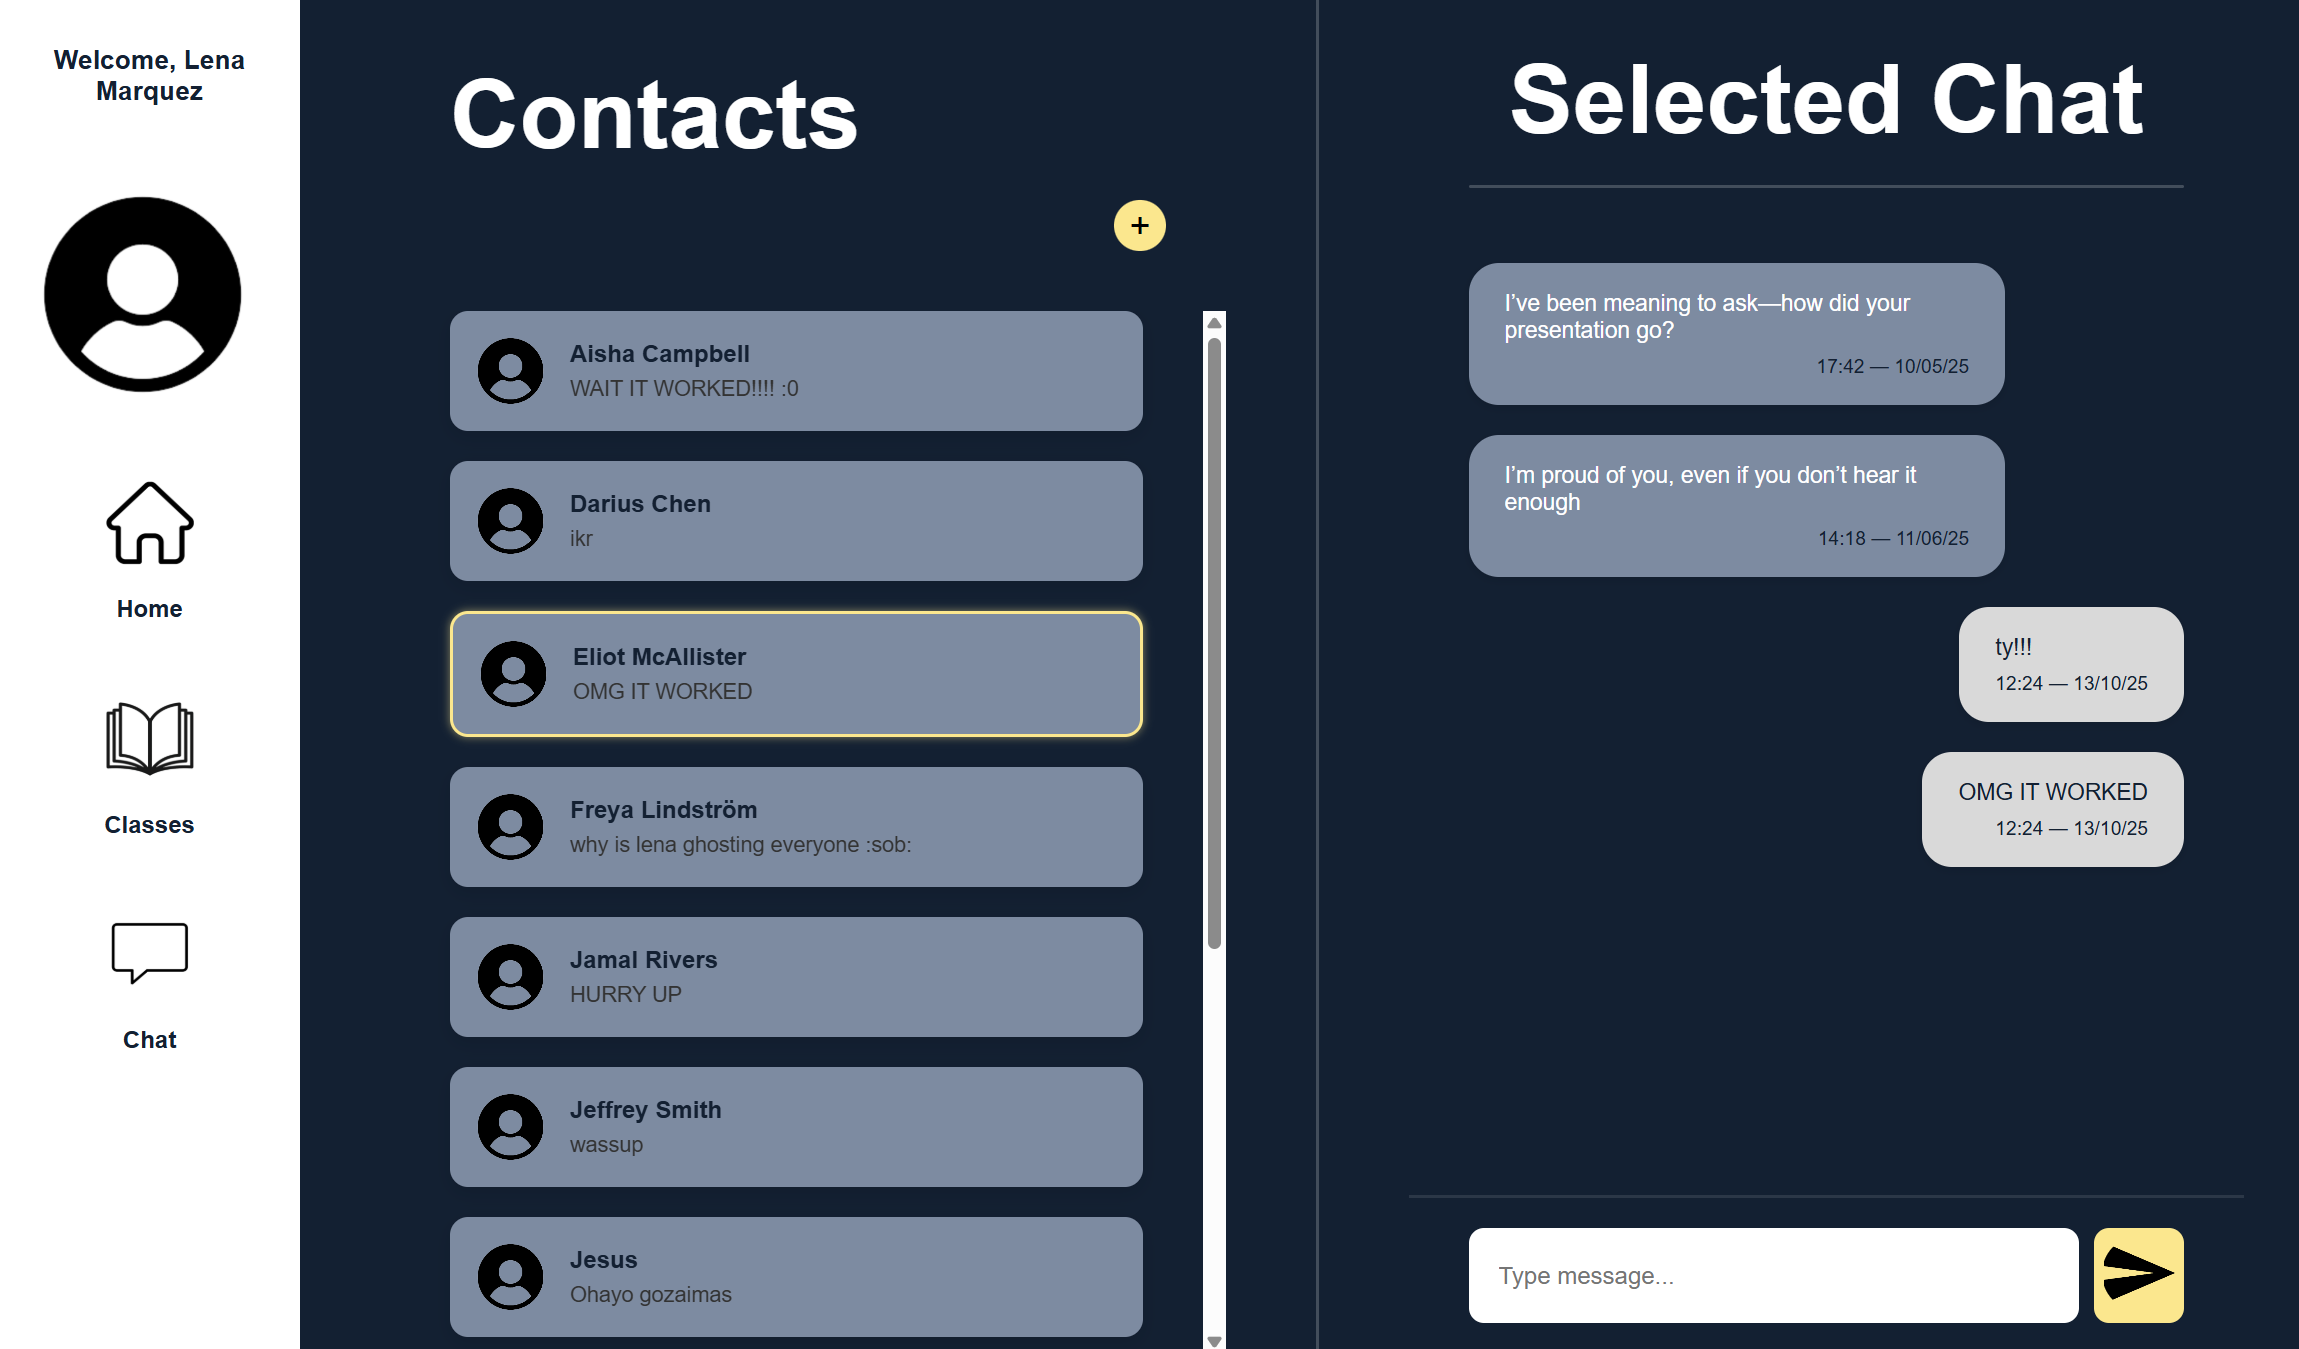 Welcome, Lena
Marquez
Home
Classes
Chat
Contacts
+
Aisha Campbell
WAIT IT WORKED!!!! :0
Darius Chen
ikr
Eliot McAllister
OMG IT WORKED
Freya Lindström
why is lena ghosting everyone :sob:
Jamal Rivers
HURRY UP
Jeffrey Smith
wassup
Jesus
Ohayo gozaimas
Selected Chat
I’ve been meaning to ask—how did your
presentation go?
17:42 — 10/05/25
I’m proud of you, even if you don’t hear it
enough
14:18 — 11/06/25
ty!!!
12:24 — 13/10/25
OMG IT WORKED
12:24 — 13/10/25
Type message...